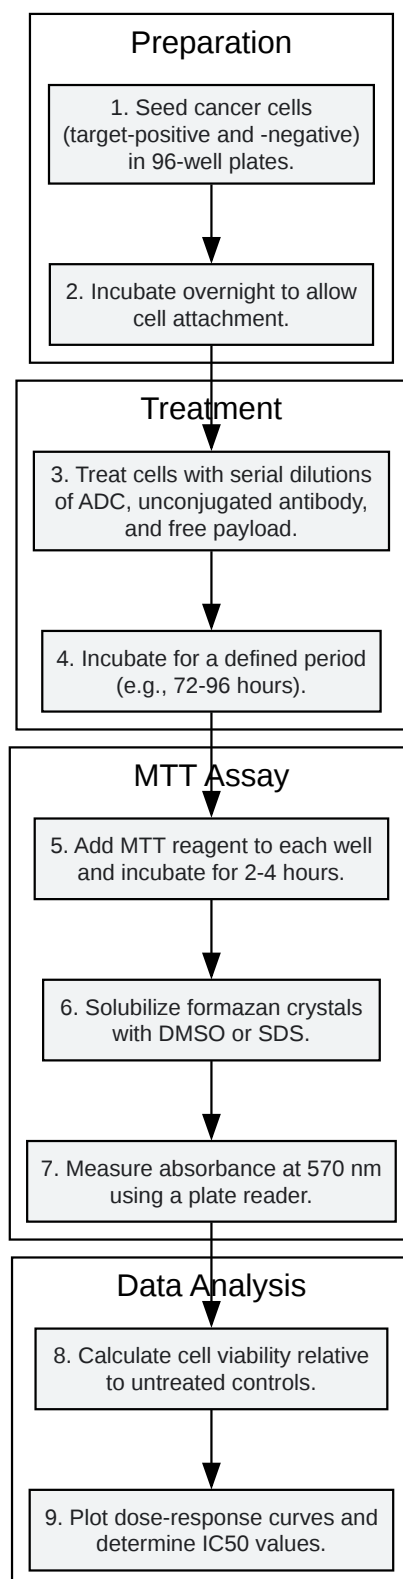 Preparation
1. Seed cancer cells
(target-positive and -negative)
in 96-well plates.
2. Incubate overnight to allow
cell attachment.
Treatment
3. Treat cells with serial dilutions
of ADC, unconjugated antibody,
and free payload.
4. Incubate for a defined period
(e.g., 72-96 hours).
MTT Assay
5. Add MTT reagent to each well
and incubate for 2-4 hours.
6. Solubilize formazan crystals
with DMSO or SDS.
7. Measure absorbance at 570 nm
using a plate reader.
Data Analysis
8. Calculate cell viability relative
to untreated controls.
9. Plot dose-response curves and
determine IC50 values.